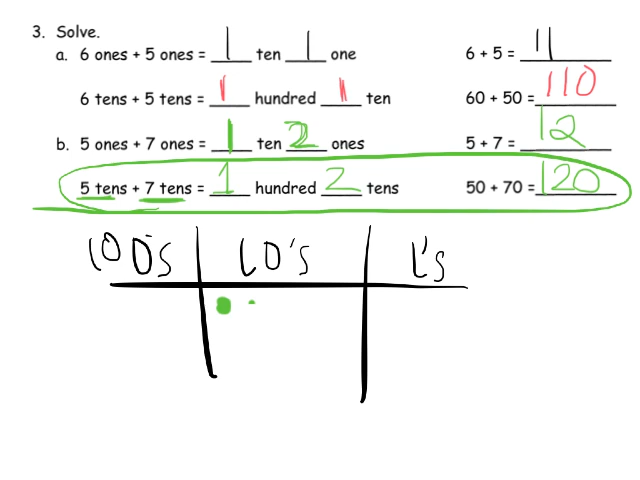 3. Solve.
a. 6 ones + 5 ones = 1 ten 1 one 6 + 5 = 11
6 tens + 5 tens = 1 hundred 1 ten 60 + 50 = 110
b. 5 ones + 7 ones = 1 ten 2 ones 5 + 7 = 12
5 tens + 7 tens = 1 hundred 2 tens 50 + 70 = 120
100's 10's 1's